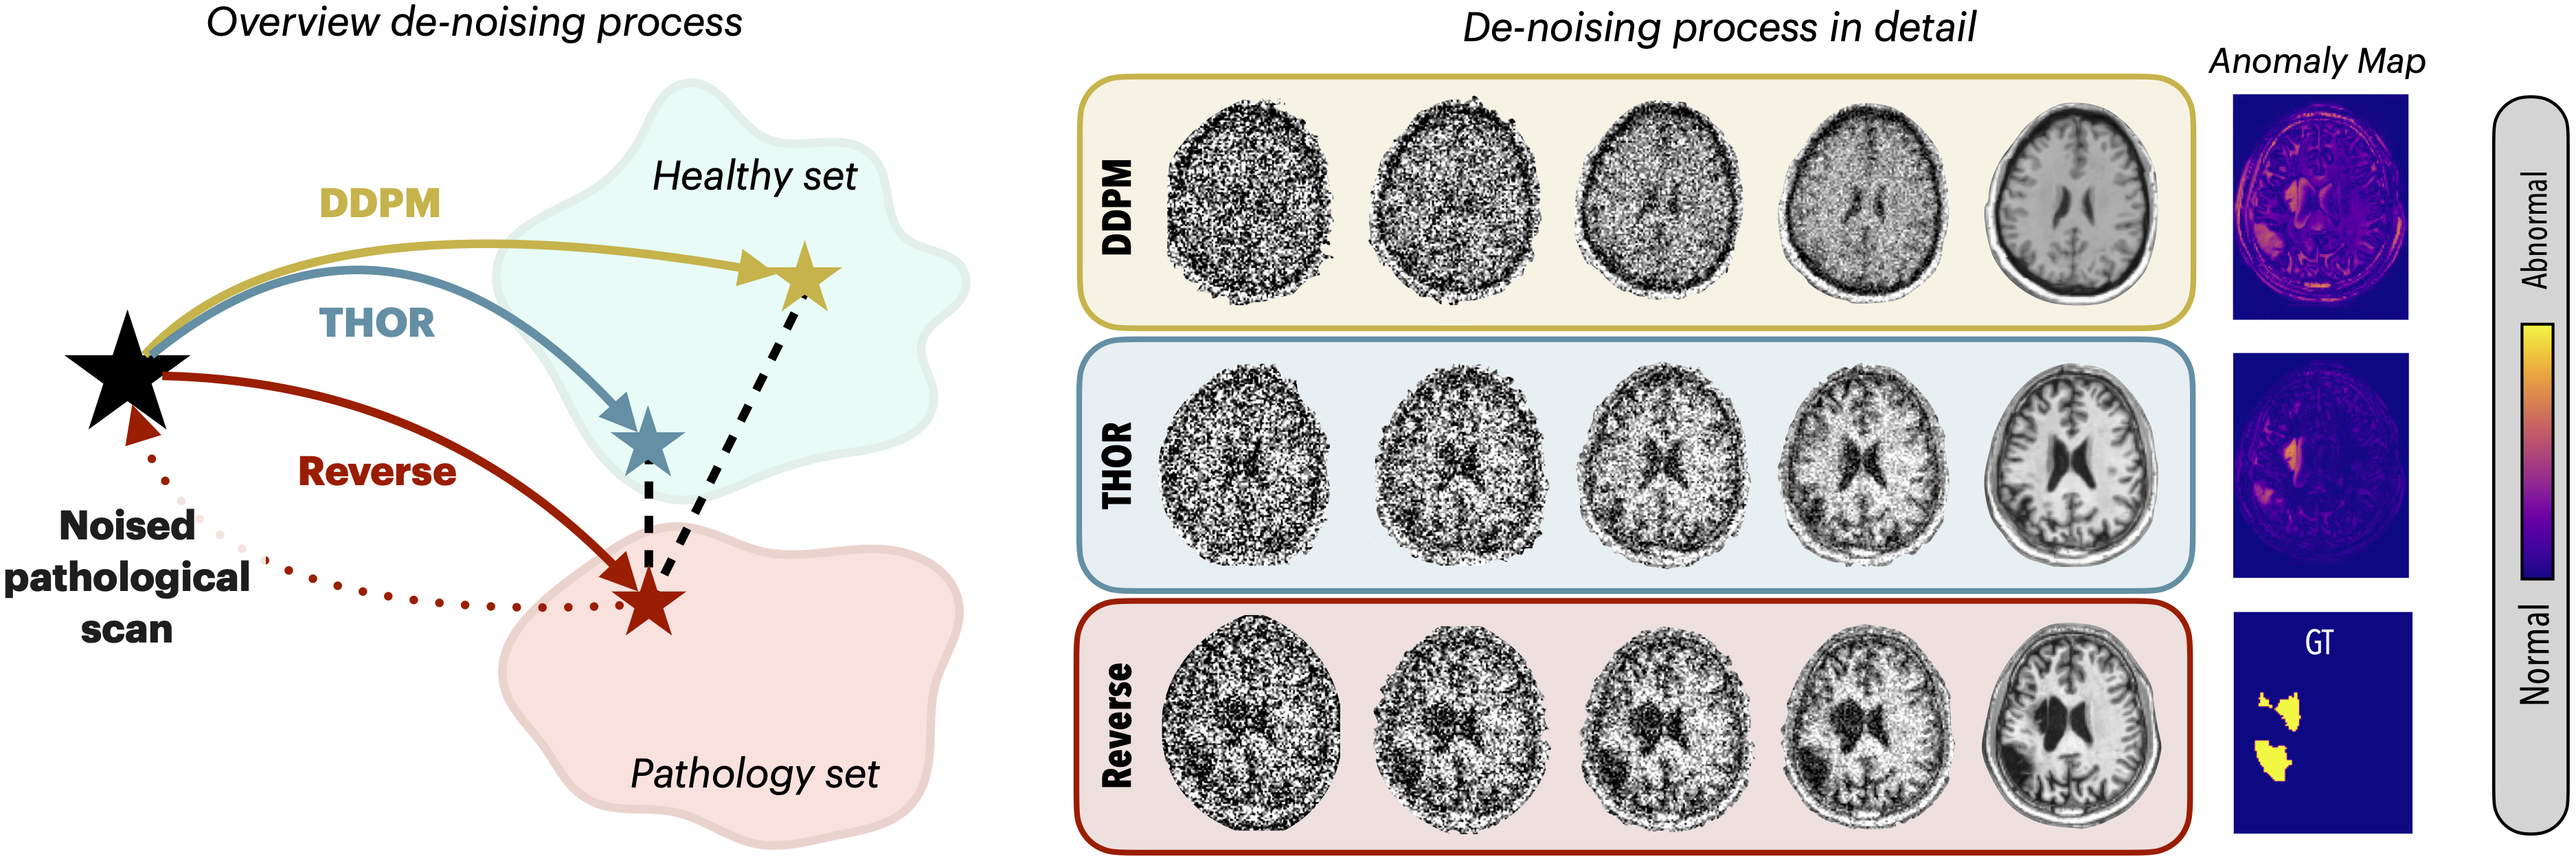 Overview de-noising process
Healthy set
DDPM
THOR
Reverse
Noised
pathological
scan
Pathology set
De-noising process in detail
Anomaly Map
DDPM
THOR
Reverse
GT
Abnormal
Normal